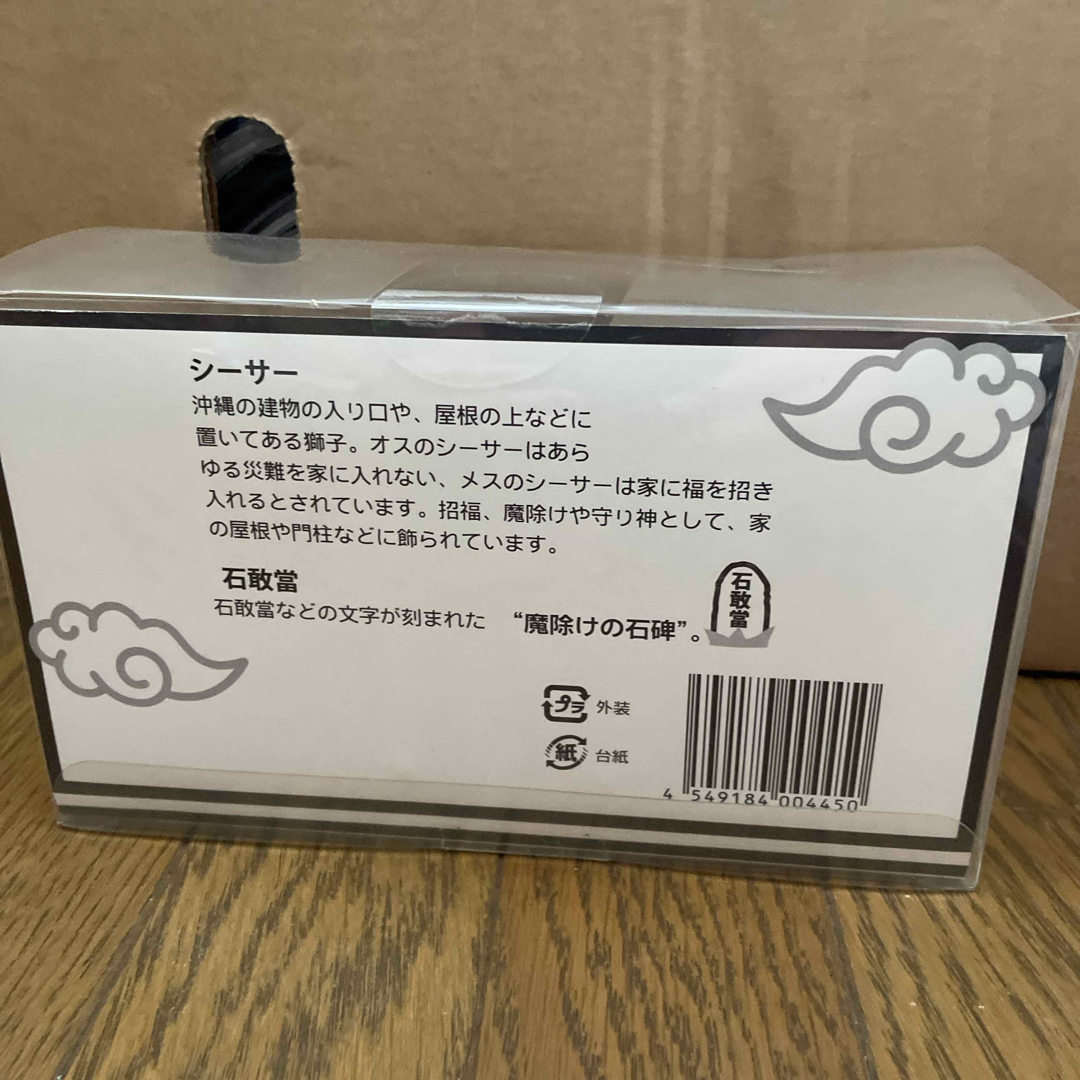 シーサー
沖縄の建物の入り口や、屋根の上などに
置いてある獅子。オスのシーサーはあら
ゆる災難を家に入れない、メスのシーサーは家に福を招き
入れるとされています。招福、魔除けや守り神として、家
の屋根や門柱などに飾られています。
石敢當
石敢當などの文字が刻まれた “魔除けの石碑”。
石敢當
プラ 外装
紙 台紙
4 549184 004450